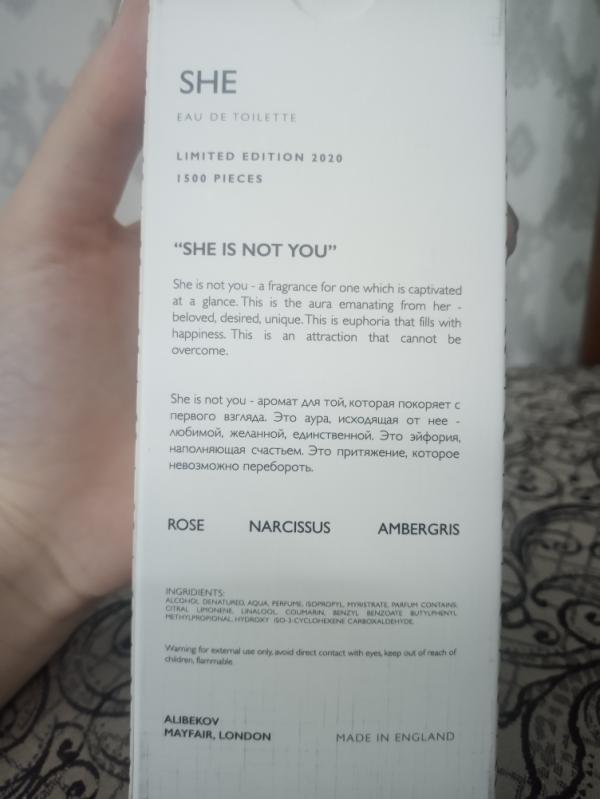 SHE
EAU DE TOILETTE
LIMITED EDITION 2020
1500 PIECES
“SHE IS NOT YOU”
She is not you - a fragrance for one which is captivated
at a glance. This is the aura emanating from her -
beloved, desired, unique. This is euphoria that fills with
happiness. This is an attraction that cannot be
overcome.
She is not you - аромат для той, которая покоряет с
первого взгляда. Это аура, исходящая от нее -
любимой, желанной, единственной. Это эйфория,
наполняющая счастьем. Это притяжение, которое
невозможно перебороть.
ROSE NARCISSUS AMBERGRIS
INGRIDIENTS:
ALCOHOL DENATURED, AQUA, PERFUME, ISOPROPYL, MYRISTRATE, PARFUM CONTAINS:
CITRAL LIMONENE, LINALOOL, COUMARIN, BENZYL BENZOATE BUTYLPHENYL
METHYLPROPIONAL, HYDROXY ISO-3-CYCLOHEXENE CARBOXALDEHYDE.
Warning: for external use only, avoid direct contact with eyes, keep out of reach of
children, flammable.
ALIBEKOV
MAYFAIR, LONDON
MADE IN ENGLAND